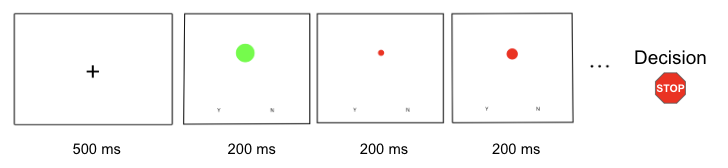 +
Y N
Y N
Y N
...
Decision
STOP
500 ms
200 ms
200 ms
200 ms